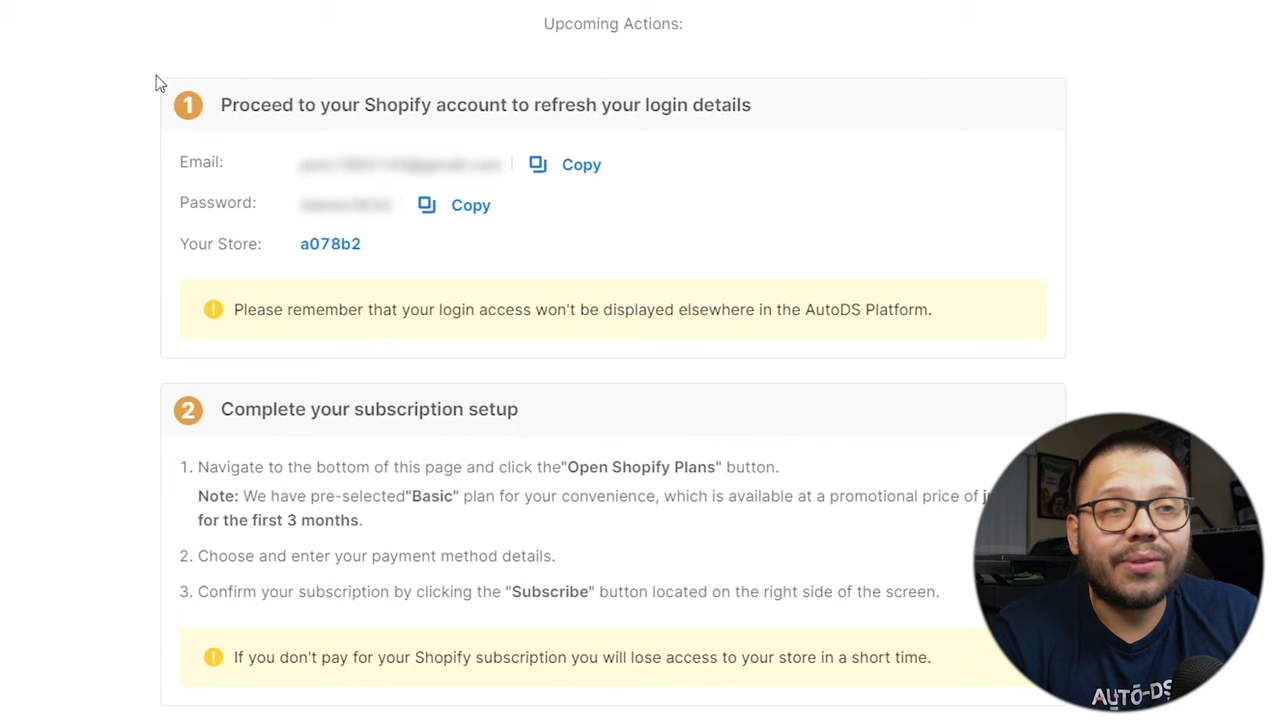 Upcoming Actions:
1 Proceed to your Shopify account to refresh your login details
Email: Copy
Password: Copy
Your Store: a078b2
Please remember that your login access won't be displayed elsewhere in the AutoDS Platform.
2 Complete your subscription setup
1. Navigate to the bottom of this page and click the"Open Shopify Plans" button.
Note: We have pre-selected"Basic" plan for your convenience, which is available at a promotional price of
for the first 3 months.
2. Choose and enter your payment method details.
3. Confirm your subscription by clicking the "Subscribe" button located on the right side of the screen.
If you don't pay for your Shopify subscription you will lose access to your store in a short time.
AUTO-DS